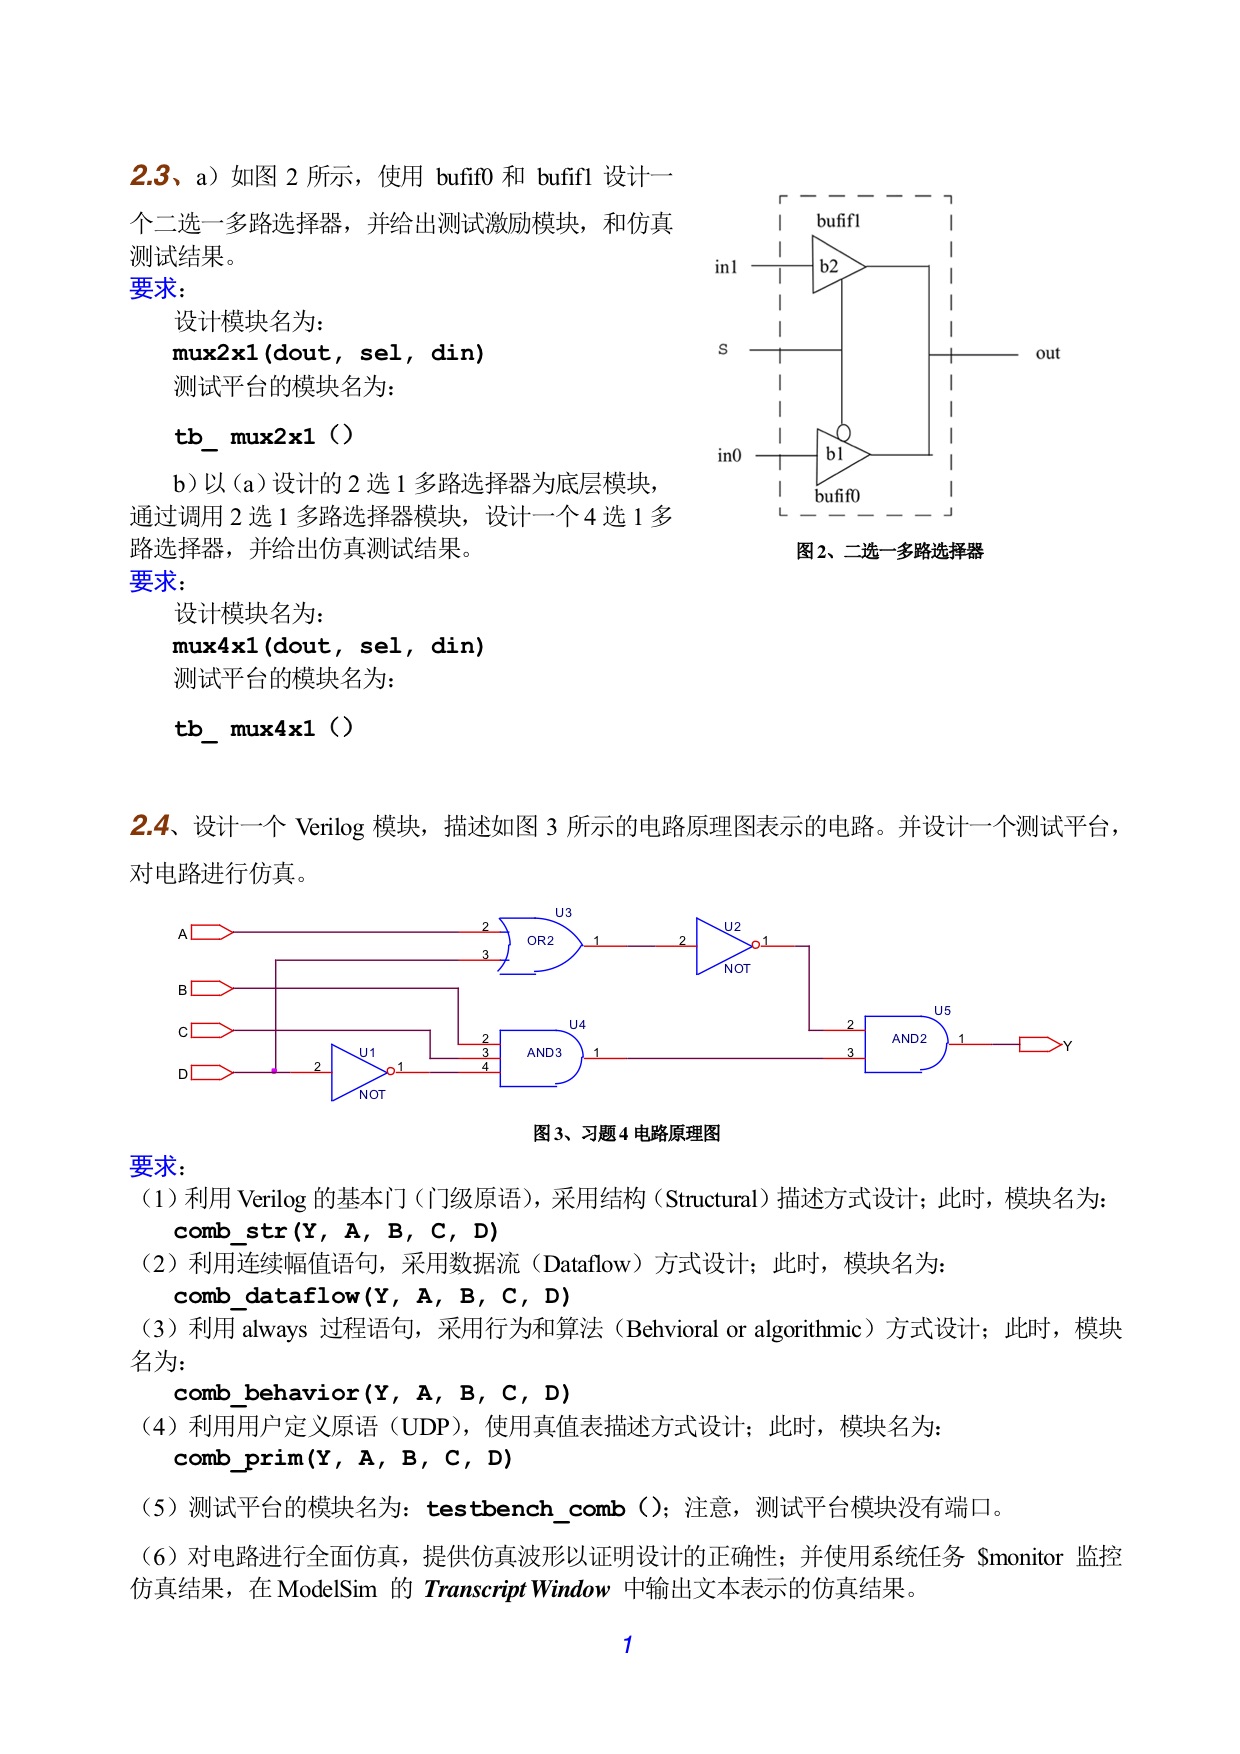 2.3、a）如图 2 所示，使用 bufif0 和 bufif1 设计一
个二选一多路选择器，并给出测试激励模块，和仿真
测试结果。
要求：
设计模块名为：
mux2x1(dout, sel, din)
测试平台的模块名为：
tb_ mux2x1 ()
b）以（a）设计的 2 选 1 多路选择器为底层模块，
通过调用 2 选 1 多路选择器模块，设计一个 4 选 1 多
路选择器，并给出仿真测试结果。
要求：
设计模块名为：
mux4x1(dout, sel, din)
测试平台的模块名为：
tb_ mux4x1 ()
bufif1
in1
b2
S
out
in0
b1
bufif0
图 2、二选一多路选择器
2.4、设计一个 Verilog 模块，描述如图 3 所示的电路原理图表示的电路。并设计一个测试平台，
对电路进行仿真。
U3
A 2 OR2 1 2 U2 1
3 NOT
B
U5
C U4 2 AND2 1 Y
2
U1 3 AND3 1 3
D 2 1 4
NOT
图 3、习题 4 电路原理图
要求：
（1）利用 Verilog 的基本门（门级原语），采用结构（Structural）描述方式设计；此时，模块名为：
comb_str(Y, A, B, C, D)
（2）利用连续幅值语句，采用数据流（Dataflow）方式设计；此时，模块名为：
comb_dataflow(Y, A, B, C, D)
（3）利用 always 过程语句，采用行为和算法（Behvioral or algorithmic）方式设计；此时，模块
名为：
comb_behavior(Y, A, B, C, D)
（4）利用用户定义原语（UDP），使用真值表描述方式设计；此时，模块名为：
comb_prim(Y, A, B, C, D)
（5）测试平台的模块名为：testbench_comb ()；注意，测试平台模块没有端口。
（6）对电路进行全面仿真，提供仿真波形以证明设计的正确性；并使用系统任务 $monitor 监控
仿真结果，在 ModelSim 的 Transcript Window 中输出文本表示的仿真结果。
1